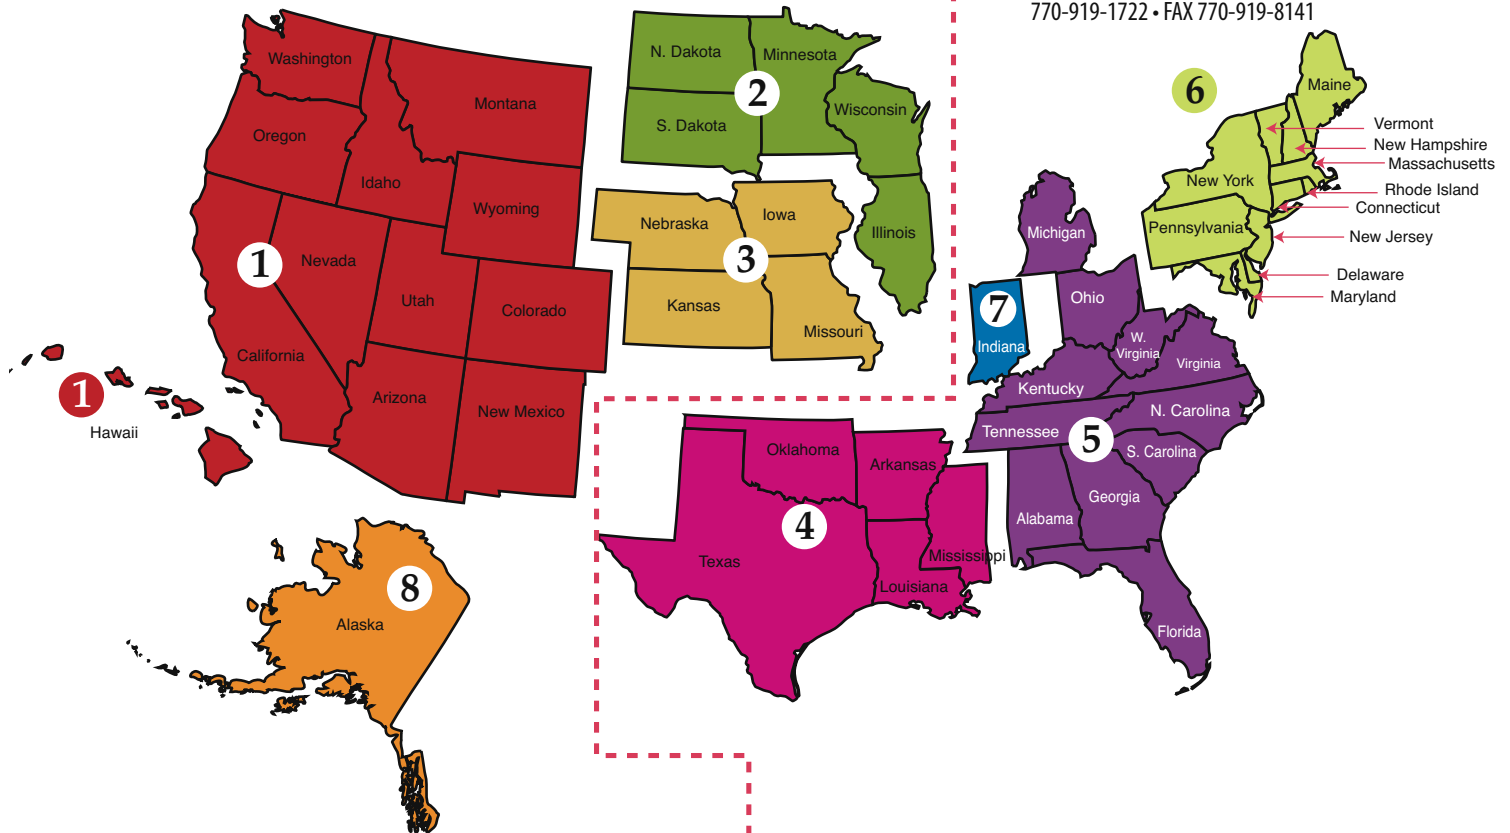 770-919-1722 • FAX 770-919-8141
Washington
Montana
Oregon
Idaho
Wyoming
Nevada
1
Utah
Colorado
California
Arizona
New Mexico
1
Hawaii
N. Dakota
Minnesota
2
S. Dakota
Wisconsin
Illinois
Nebraska
Iowa
3
Kansas
Missouri
6
Maine
Vermont
New Hampshire
Massachusetts
New York
Rhode Island
Connecticut
Pennsylvania
New Jersey
Delaware
Maryland
Michigan
Ohio
7
Indiana
W.
Virginia
Virginia
Kentucky
N. Carolina
Tennessee
5
S. Carolina
Georgia
Alabama
Florida
Oklahoma
Arkansas
4
Texas
Mississippi
Louisiana
8
Alaska